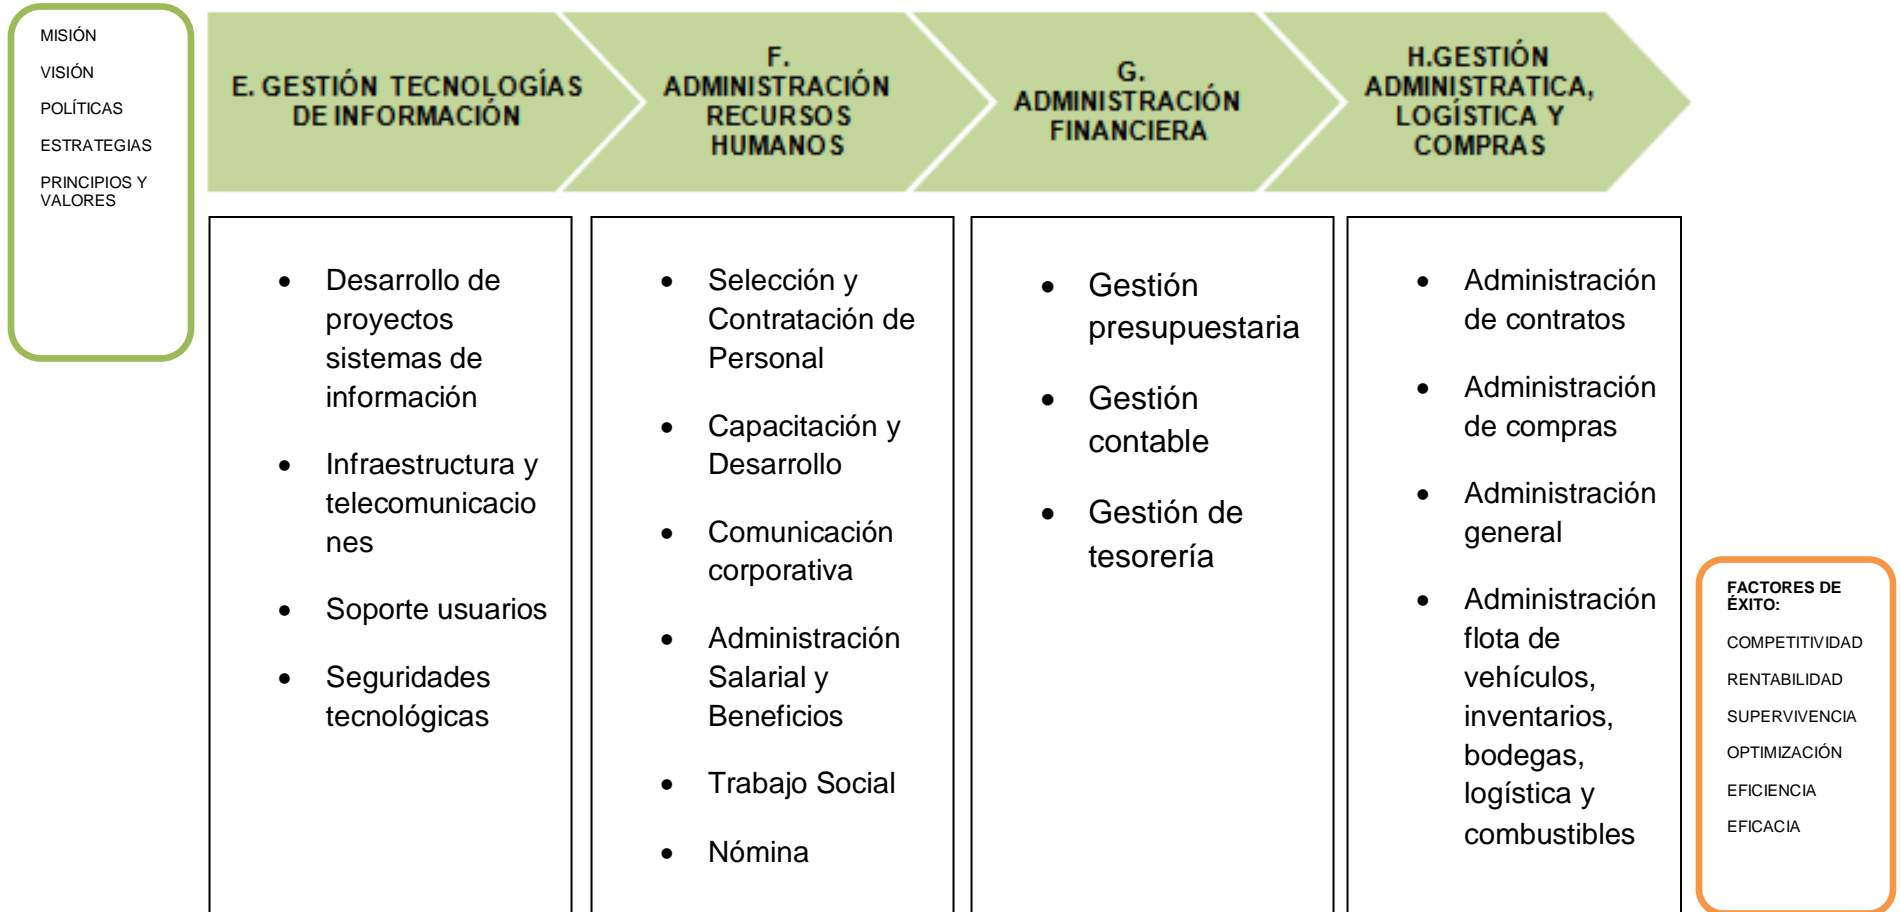 MISIÓN
VISIÓN
POLÍTICAS
ESTRATEGIAS
PRINCIPIOS Y
VALORES
E. GESTIÓN TECNOLOGÍAS
DE INFORMACIÓN
F.
ADMINISTRACIÓN
RECURSOS
HUMANOS
G.
ADMINISTRACIÓN
FINANCIERA
H.GESTIÓN
ADMINISTRATICA,
LOGÍSTICA Y
COMPRAS
• Desarrollo de
proyectos
sistemas de
información
• Infraestructura y
telecomunicacio
nes
• Soporte usuarios
• Seguridades
tecnológicas
• Selección y
Contratación de
Personal
• Capacitación y
Desarrollo
• Comunicación
corporativa
• Administración
Salarial y
Beneficios
• Trabajo Social
• Nómina
• Gestión
presupuestaria
• Gestión
contable
• Gestión de
tesorería
• Administración
de contratos
• Administración
de compras
• Administración
general
• Administración
flota de
vehículos,
inventarios,
bodegas,
logística y
combustibles
FACTORES DE
ÉXITO:
COMPETITIVIDAD
RENTABILIDAD
SUPERVIVENCIA
OPTIMIZACIÓN
EFICIENCIA
EFICACIA